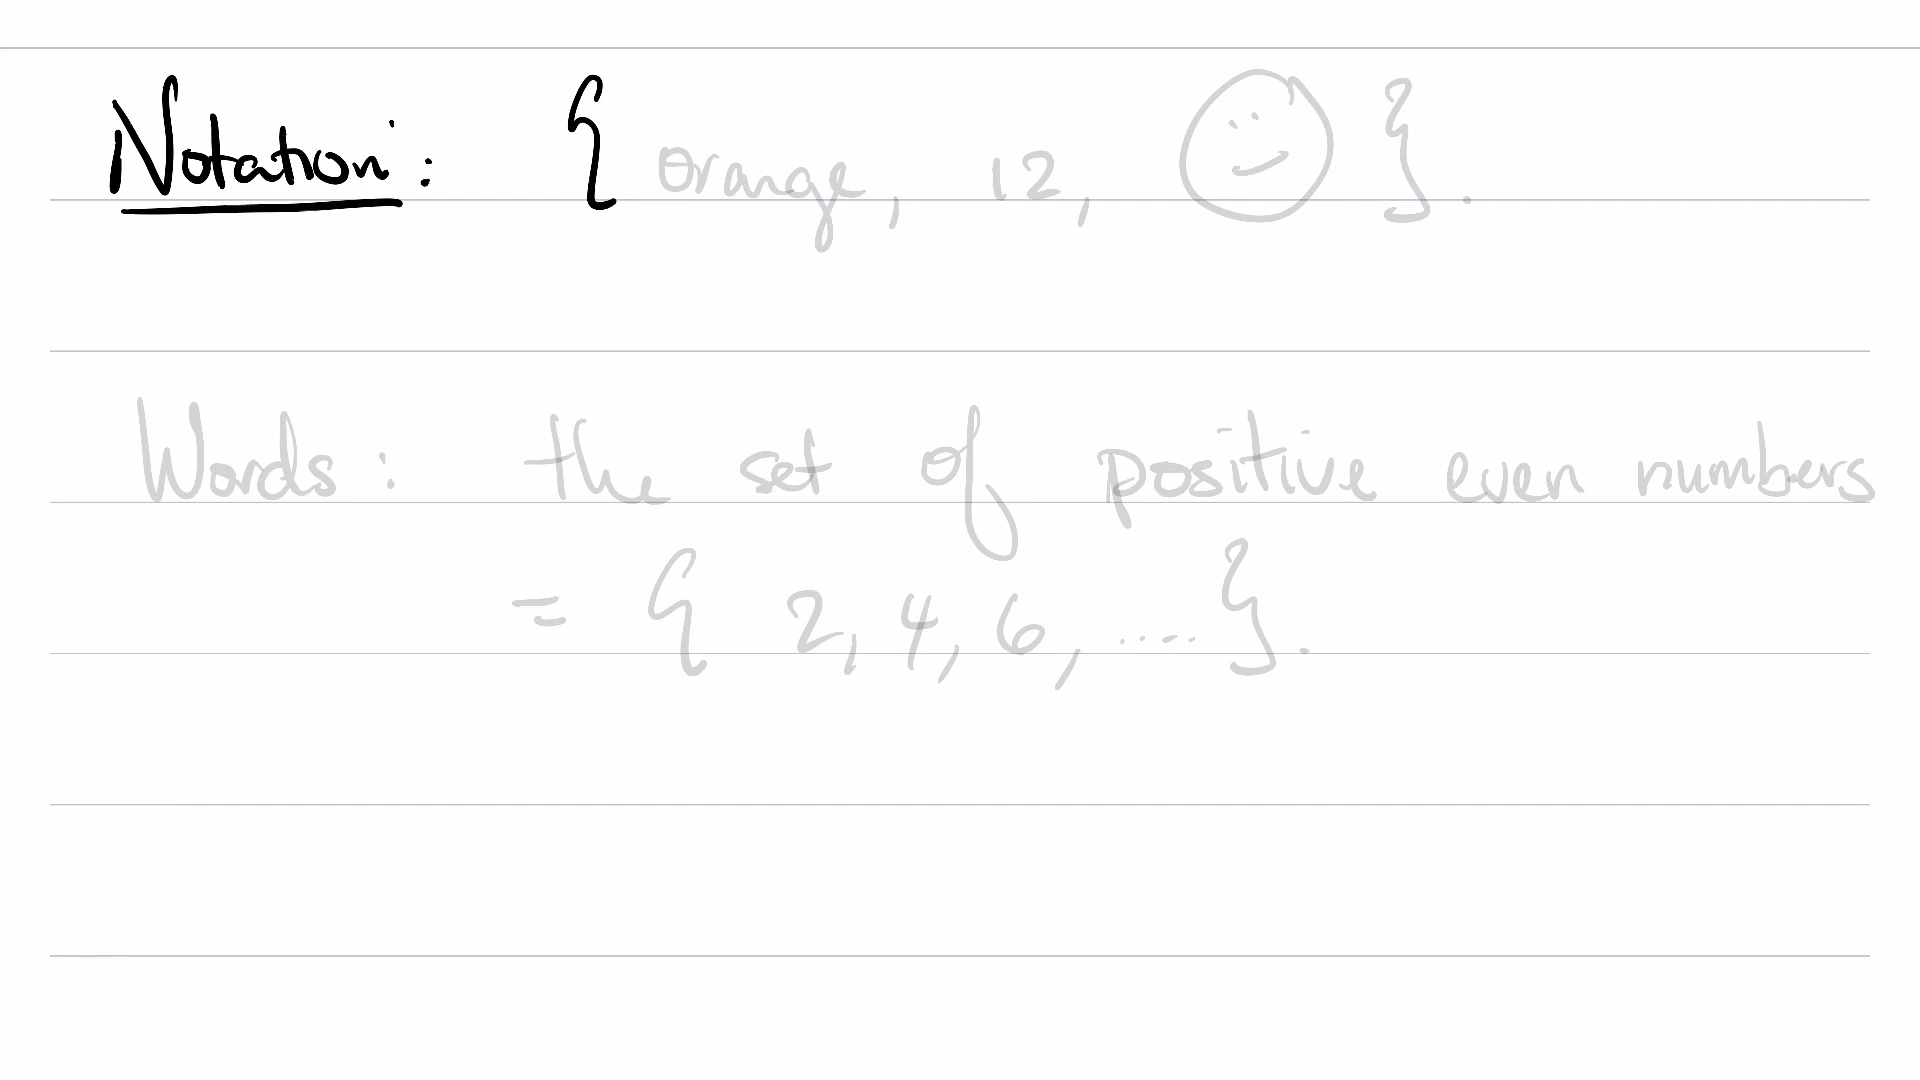 Notation: { orange, 12, ☺ }.
Words: the set of positive even numbers
= { 2, 4, 6, .... }.